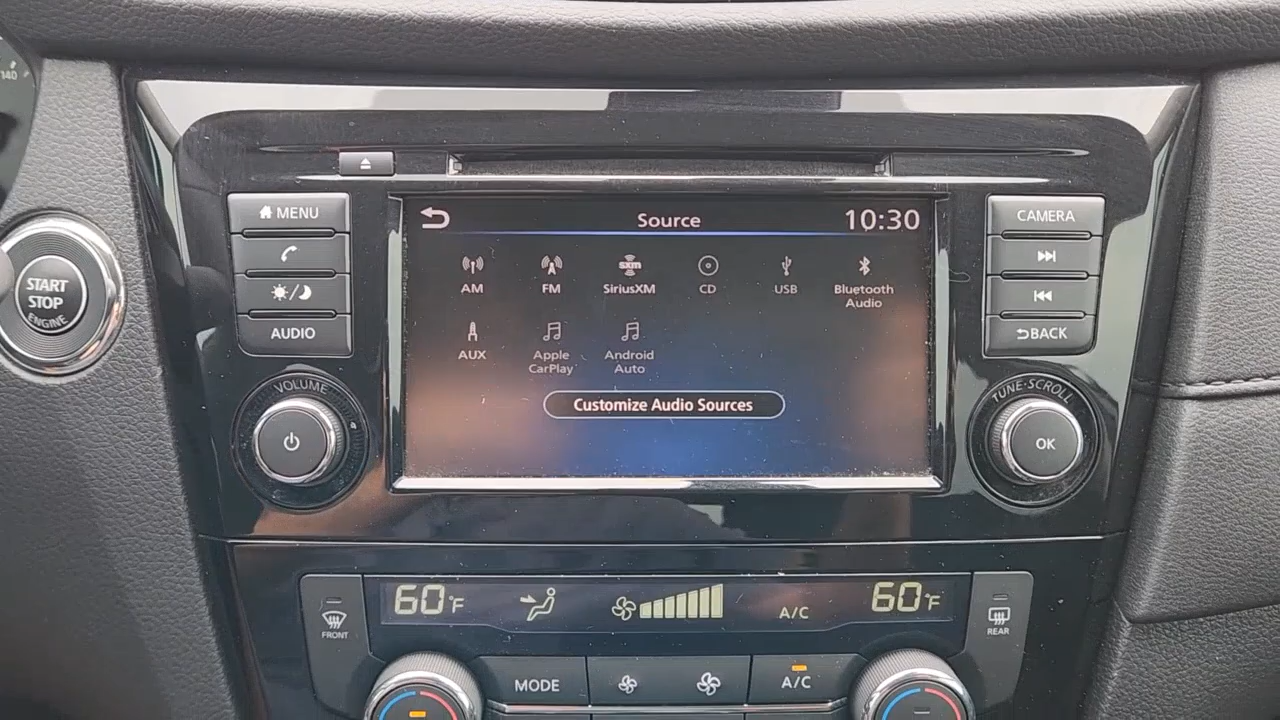 140
MENU
AUDIO
START
STOP
ENGINE
VOLUME
Source
10:30
AM
FM
sxm
SiriusXM
CD
USB
Bluetooth
Audio
AUX
Apple
CarPlay
Android
Auto
Customize Audio Sources
CAMERA
BACK
TUNE·SCROLL
OK
FRONT
60°F
A/C
60°F
REAR
MODE
A/C